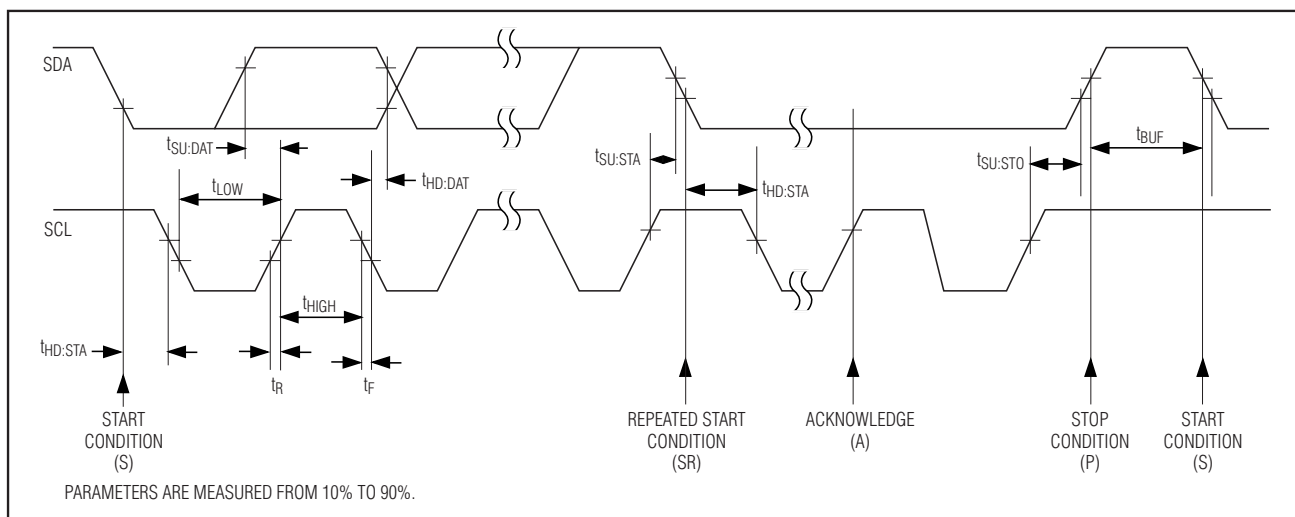 SDA
tSU:DAT
tLOW
tHD:DAT
tSU:STA
tHD:STA
tSU:STO
tBUF
SCL
tHIGH
tHD:STA
tR
tF
START
CONDITION
(S)
REPEATED START
CONDITION
(SR)
ACKNOWLEDGE
(A)
STOP
CONDITION
(P)
START
CONDITION
(S)
PARAMETERS ARE MEASURED FROM 10% TO 90%.